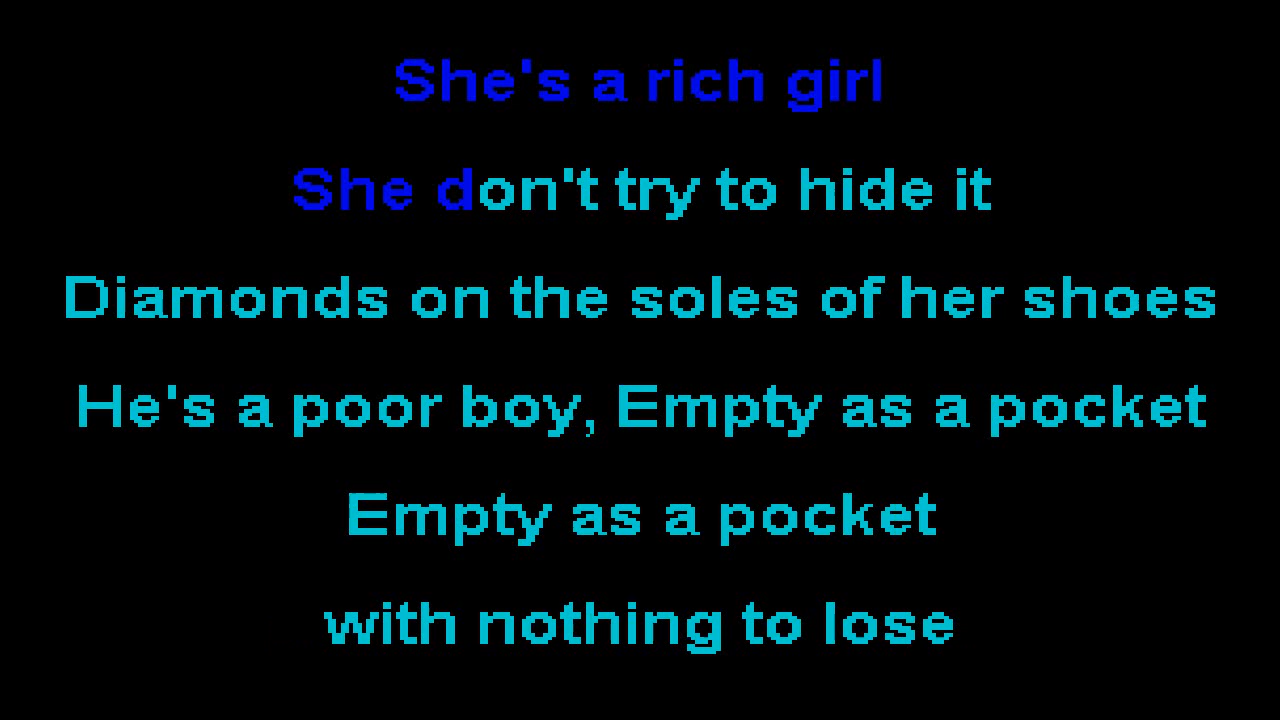 She's a rich girl
She don't try to hide it
Diamonds on the soles of her shoes
He's a poor boy, Empty as a pocket
Empty as a pocket
with nothing to lose